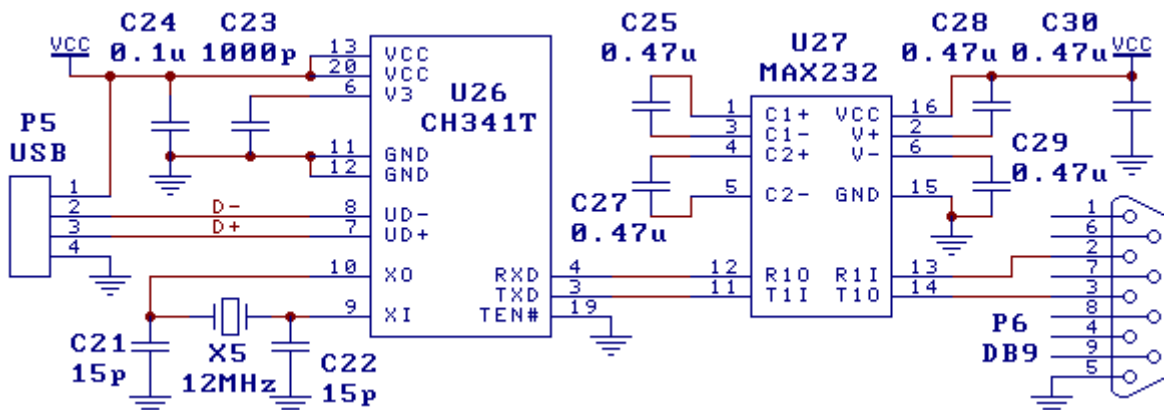 VCC
C24
0.1u
C23
1000p
C25
0.47u
U27
MAX232
C28
0.47u
C30
0.47u
VCC
13
VCC
20
VCC
6
V3
U26
CH341T
P5
USB
1
2
3
4
D-
D+
11
GND
12
GND
8
UD-
7
UD+
10
XO
9
XI
RXD
4
TXD
3
TEN#
19
C21
15p
X5
12MHz
C22
15p
C27
0.47u
1
C1+
3
C1-
4
C2+
5
C2-
12
R1O
11
T1I
VCC
16
V+
2
V-
6
GND
15
R1I
13
T1O
14
C29
0.47u
1
6
2
7
3
8
4
9
5
P6
DB9